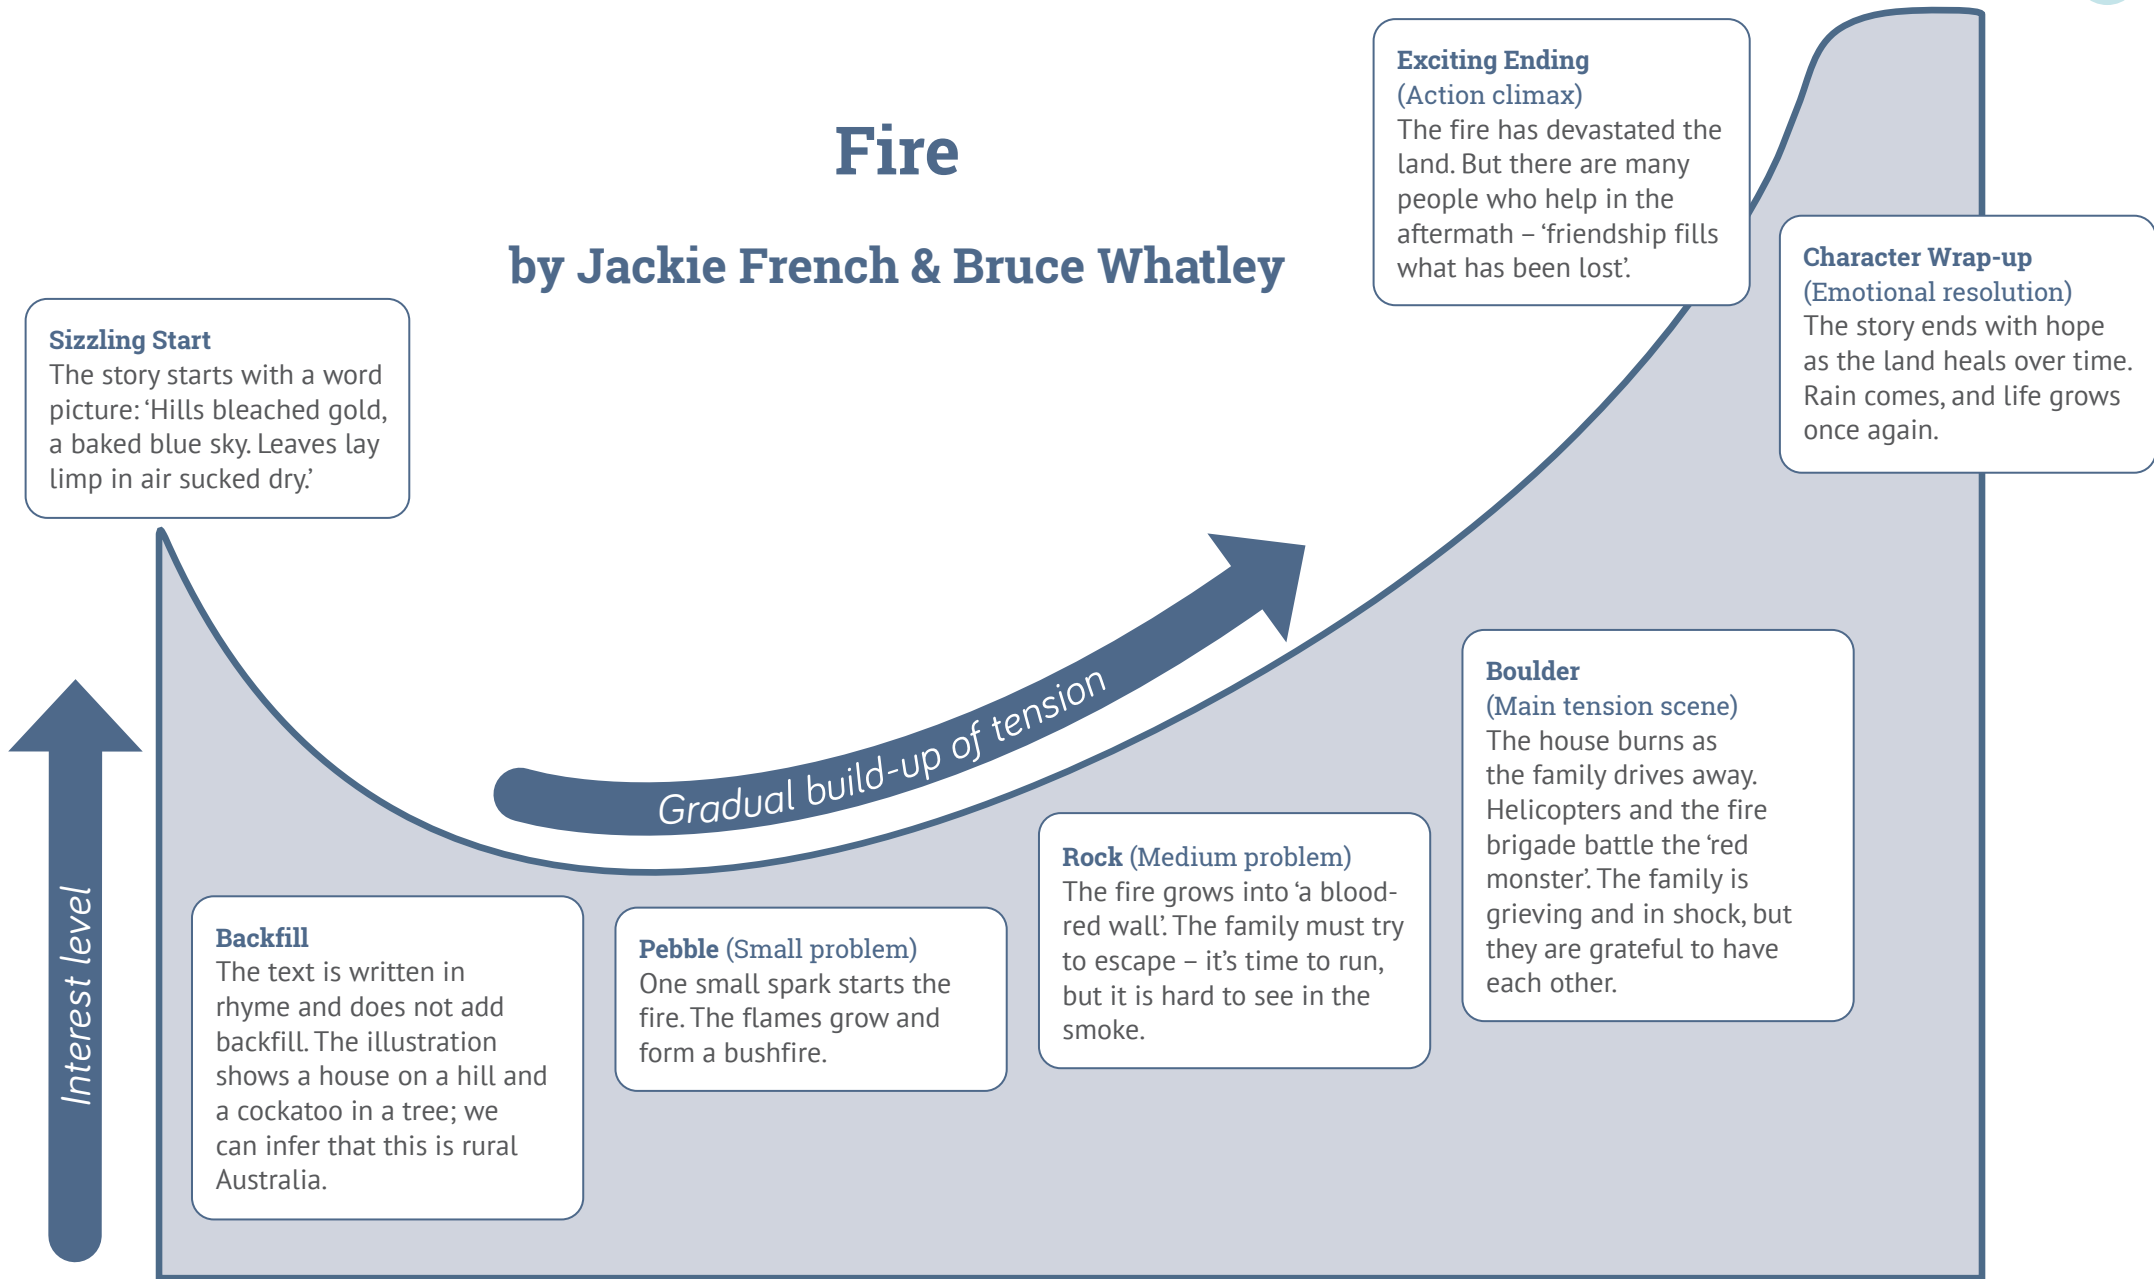 Fire
by Jackie French & Bruce Whatley
Sizzling Start
The story starts with a word
picture: ‘Hills bleached gold,
a baked blue sky. Leaves lay
limp in air sucked dry.’
Interest level
Backfill
The text is written in
rhyme and does not add
backfill. The illustration
shows a house on a hill and
a cockatoo in a tree; we
can infer that this is rural
Australia.
Gradual build-up of tension
Pebble (Small problem)
One small spark starts the
fire. The flames grow and
form a bushfire.
Rock (Medium problem)
The fire grows into ‘a blood-
red wall’. The family must try
to escape – it’s time to run,
but it is hard to see in the
smoke.
Boulder
(Main tension scene)
The house burns as
the family drives away.
Helicopters and the fire
brigade battle the ‘red
monster’. The family is
grieving and in shock, but
they are grateful to have
each other.
Exciting Ending
(Action climax)
The fire has devastated the
land. But there are many
people who help in the
aftermath – ‘friendship fills
what has been lost’.
Character Wrap-up
(Emotional resolution)
The story ends with hope
as the land heals over time.
Rain comes, and life grows
once again.